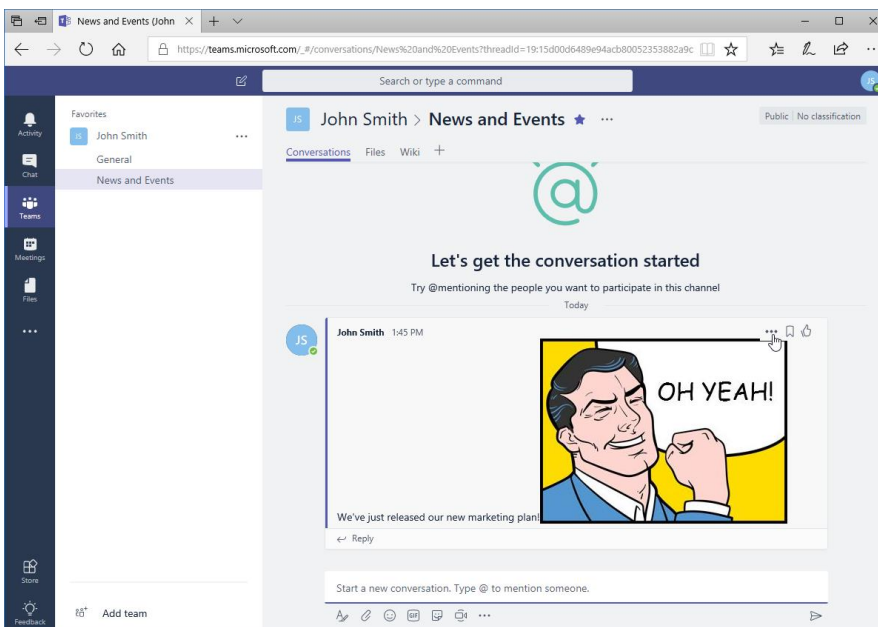 News and Events (John
https://teams.microsoft.com/_#/conversations/News%20and%20Events?threadId=19:15d00d6489e94acb80052353882a9c
Search or type a command
JS
Activity
Chat
Teams
Meetings
Files
Store
Feedback
Favorites
JS John Smith
General
News and Events
Add team
JS John Smith > News and Events
Public No classification
Conversations Files Wiki
@
Let's get the conversation started
Try @mentioning the people you want to participate in this channel
Today
JS
John Smith 1:45 PM
OH YEAH!
We've just released our new marketing plan!
Reply
Start a new conversation. Type @ to mention someone.
GIF